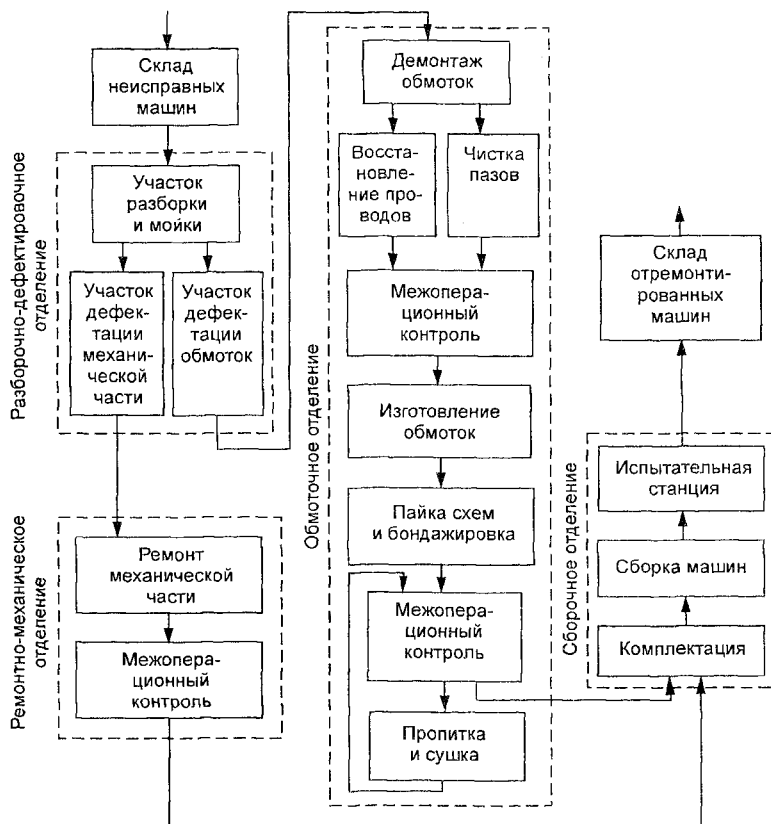 Склад
неисправных
машин
Разборочно-дефектировочное
отделение
Участок
разборки
и мойки
Участок
дефек-
тации
механи-
ческой
части
Участок
дефек-
тации
обмоток
Ремонтно-механическое
отделение
Ремонт
механической
части
Межопера-
ционный
контроль
Обмоточное отделение
Демонтаж
обмоток
Восста-
новле-
ние про-
водов
Чистка
пазов
Межопера-
ционный
контроль
Изготовление
обмоток
Пайка схем
и бондажировка
Межопера-
ционный
контроль
Пропитка
и сушка
Склад
отремонти-
рованных
машин
Сборочное отделение
Испытательная
станция
Сборка машин
Комплектация